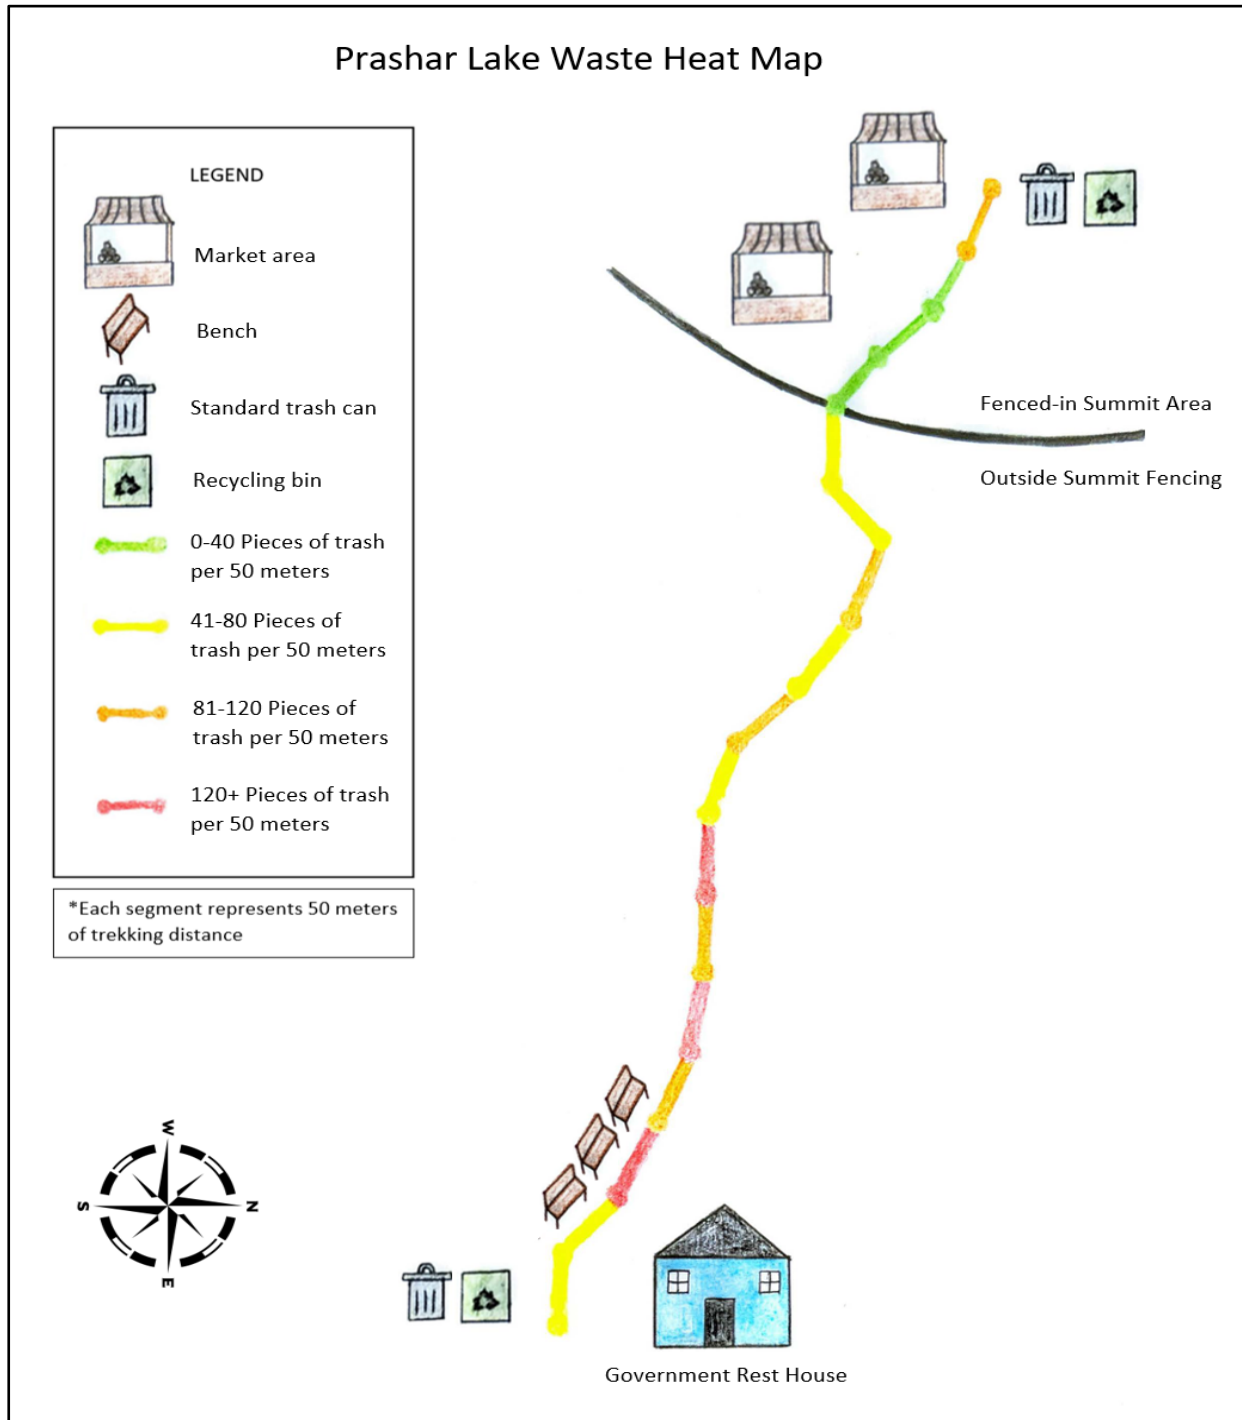 Prashar Lake Waste Heat Map
LEGEND
Market area
Bench
Standard trash can
Recycling bin
0-40 Pieces of trash
per 50 meters
41-80 Pieces of
trash per 50 meters
81-120 Pieces of
trash per 50 meters
120+ Pieces of trash
per 50 meters
*Each segment represents 50 meters
of trekking distance
Fenced-in Summit Area
Outside Summit Fencing
W
S
N
E
Government Rest House